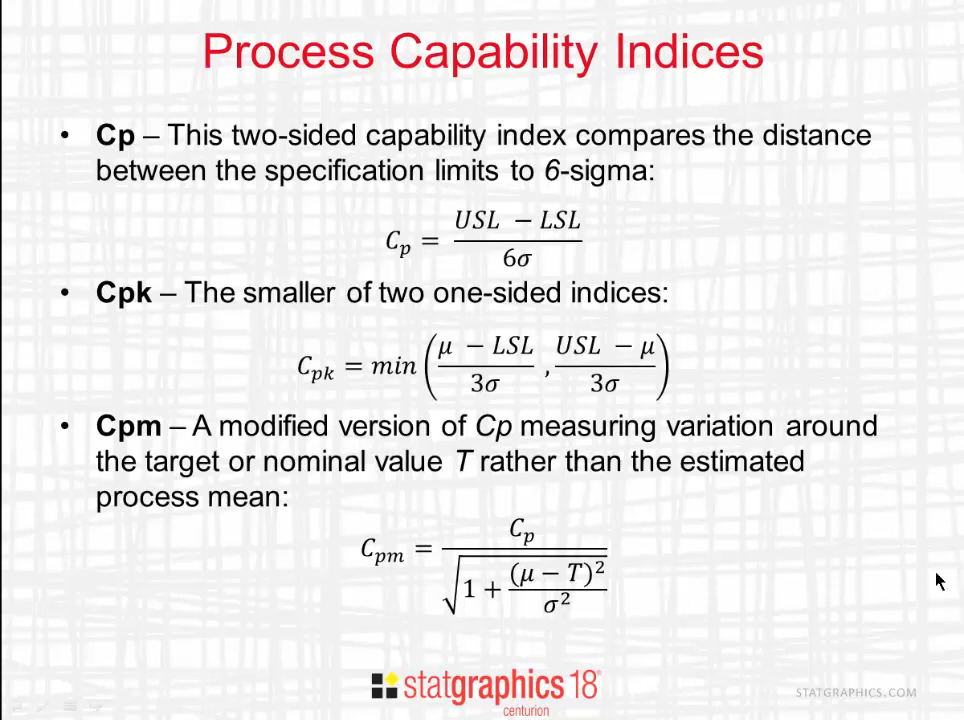 Process Capability Indices
• Cp – This two-sided capability index compares the distance
between the specification limits to 6-sigma:
C_p = (USL − LSL) / 6σ
• Cpk – The smaller of two one-sided indices:
C_pk = min ( (μ − LSL) / 3σ , (USL − μ) / 3σ )
• Cpm – A modified version of Cp measuring variation around
the target or nominal value T rather than the estimated
process mean:
C_pm = C_p / √(1 + (μ − T)² / σ²)
statgraphics 18®
centurion
STATGRAPHICS.COM